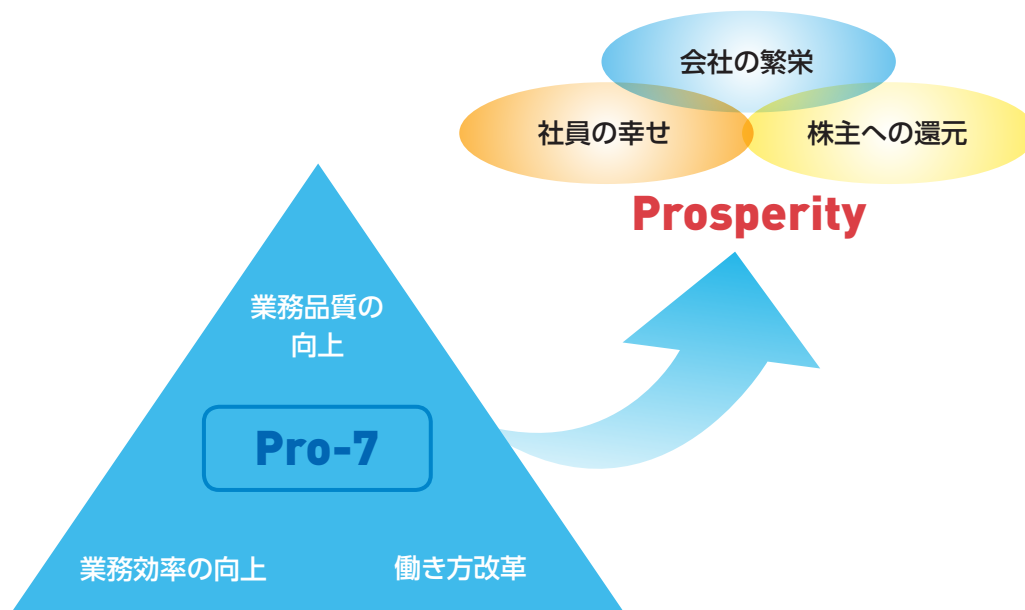 会社の繁栄
社員の幸せ
株主への還元
Prosperity
業務品質の
向上
Pro-7
業務効率の向上
働き方改革